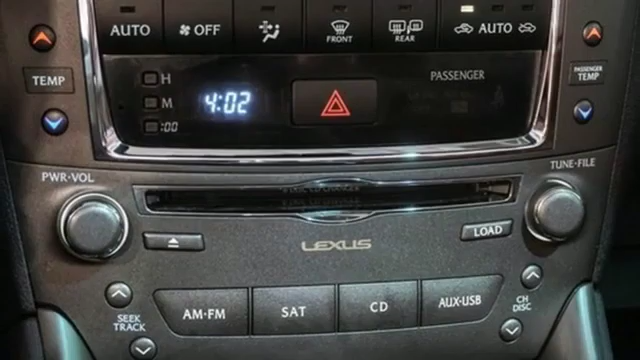 AUTO
OFF
FRONT
REAR
AUTO
TEMP
H
M
:00
4:02
PASSENGER
PASSENGER
TEMP
PWR·VOL
TUNE·FILE
LEXUS
LOAD
SEEK
TRACK
AM·FM
SAT
CD
AUX·USB
CH
DISC